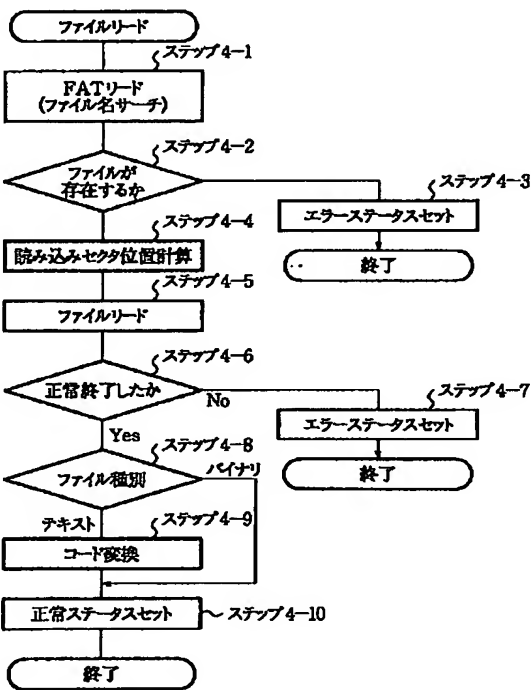 ファイルリード
ステップ4-1
FATリード
(ファイル名サーチ)
ステップ4-2
ファイルが
存在するか
ステップ4-3
エラーステータスセット
終了
ステップ4-4
読み込みセクタ位置計算
ステップ4-5
ファイルリード
ステップ4-6
正常終了したか
No
ステップ4-7
エラーステータスセット
終了
Yes
ステップ4-8
ファイル種別
バイナリ
テキスト
ステップ4-9
コード変換
正常ステータスセット
ステップ4-10
終了